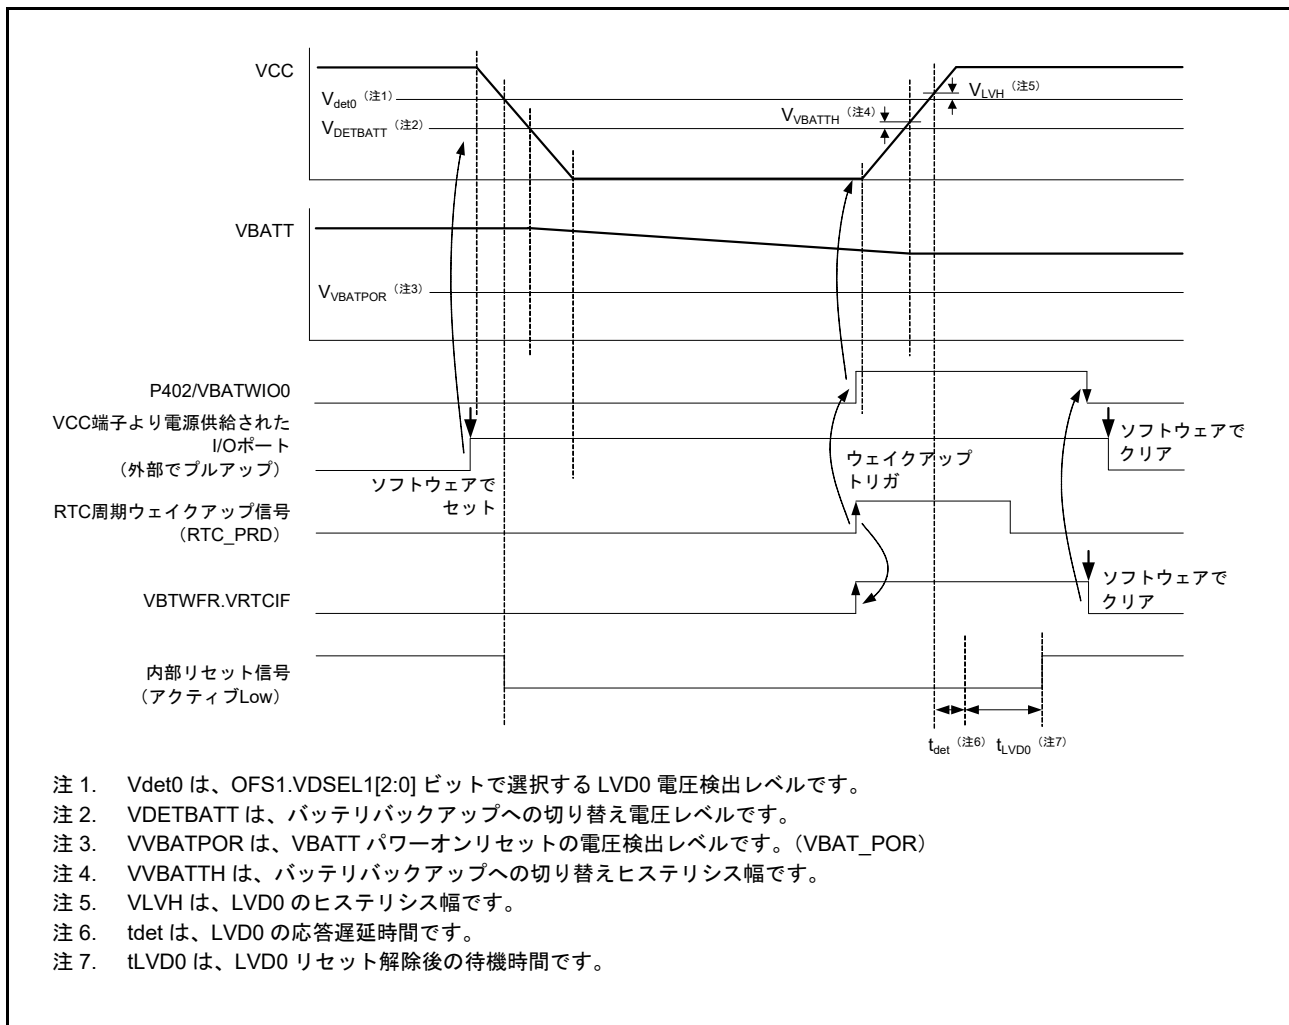 VCC
Vdet0（注1）
VDETBATT（注2）
VVBATTH（注4）
VLVH（注5）
VBATT
VVBATPOR（注3）
P402/VBATWIO0
VCC端子より電源供給された
I/Oポート
（外部でプルアップ）
ソフトウェアで
セット
ソフトウェアで
クリア
ウェイクアップ
トリガ
RTC周期ウェイクアップ信号
（RTC_PRD）
VBTWFR.VRTCIF
ソフトウェアで
クリア
内部リセット信号
（アクティブLow）
tdet（注6）
tLVD0（注7）
注 1. Vdet0 は、OFS1.VDSEL1[2:0] ビットで選択する LVD0 電圧検出レベルです。
注 2. VDETBATT は、バッテリバックアップへの切り替え電圧レベルです。
注 3. VVBATPOR は、VBATT パワーオンリセットの電圧検出レベルです。（VBAT_POR）
注 4. VVBATTH は、バッテリバックアップへの切り替えヒステリシス幅です。
注 5. VLVH は、LVD0 のヒステリシス幅です。
注 6. tdet は、LVD0 の応答遅延時間です。
注 7. tLVD0 は、LVD0 リセット解除後の待機時間です。